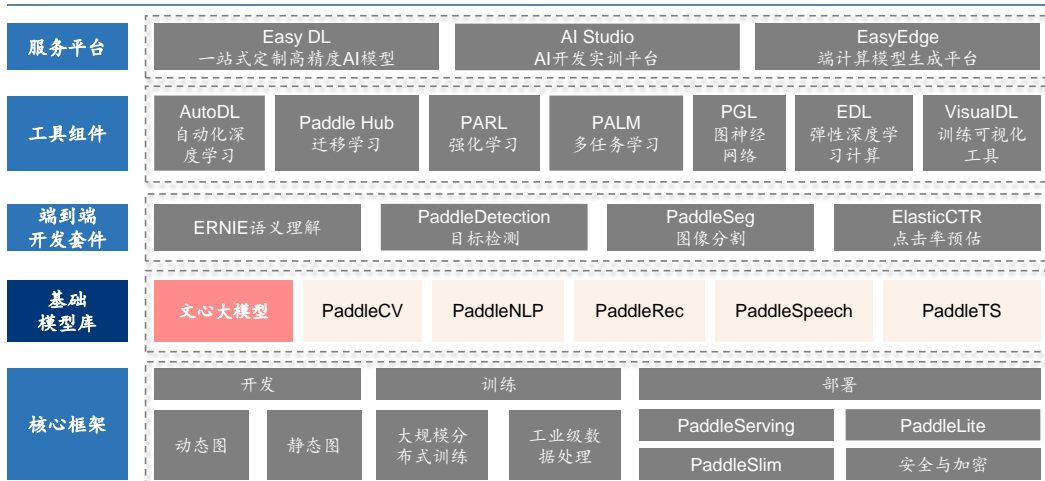 服务平台
Easy DL
一站式定制高精度AI模型
AI Studio
AI开发实训平台
EasyEdge
端计算模型生成平台
工具组件
AutoDL
自动化深
度学习
Paddle Hub
迁移学习
PARL
强化学习
PALM
多任务学习
PGL
图神经
网络
EDL
弹性深度学
习计算
VisualDL
训练可视化
工具
端到端
开发套件
ERNIE语义理解
PaddleDetection
目标检测
PaddleSeg
图像分割
ElasticCTR
点击率预估
基础
模型库
文心大模型
PaddleCV
PaddleNLP
PaddleRec
PaddleSpeech
PaddleTS
核心框架
开发
训练
部署
动态图
静态图
大规模分
布式训练
工业级数
据处理
PaddleServing
PaddleLite
PaddleSlim
安全与加密